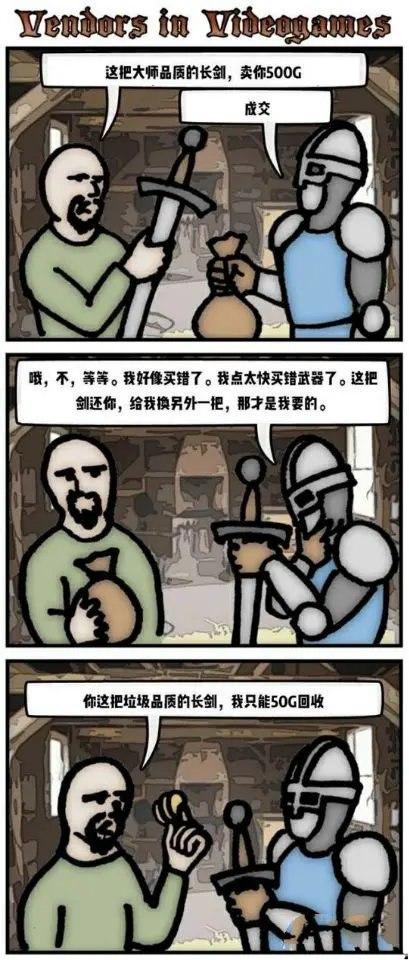 Vendors in Videogames
这把大师品质的长剑，卖你500G
成交
哦，不，等等。我好像买错了。我点太快买错武器了。这把
剑还你，给我换另外一把，那才是我要的。
你这把垃圾品质的长剑，我只能50G回收